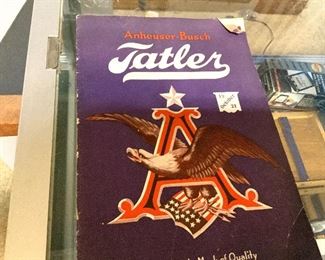 Anheuser-Busch
Tatler
A
Mark of Quality